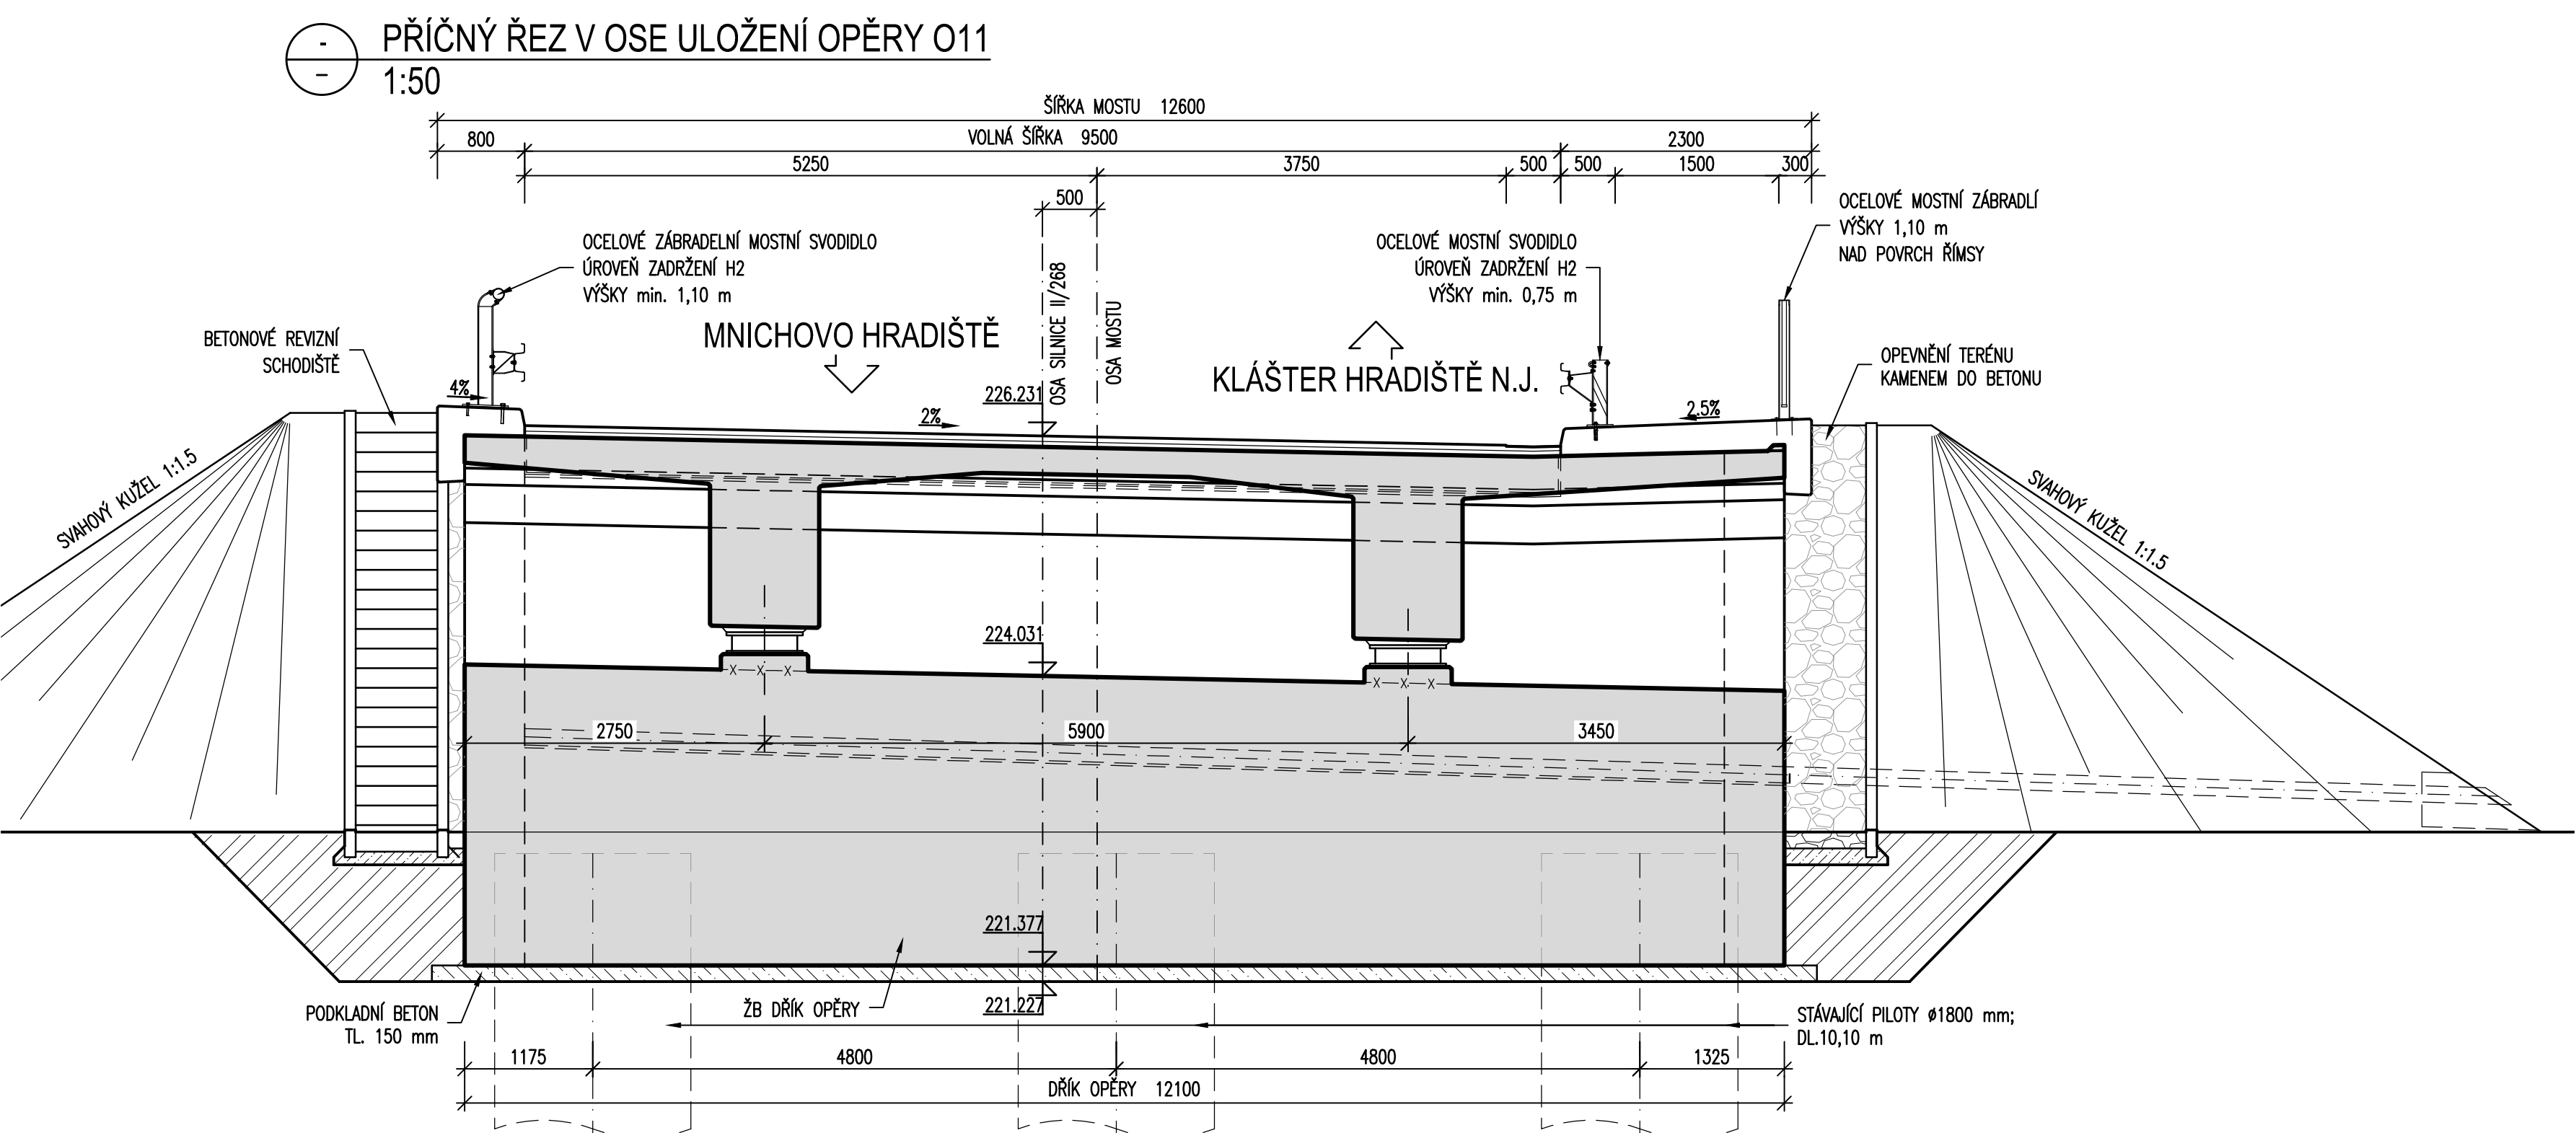 -
PŘÍČNÝ ŘEZ V OSE ULOŽENÍ OPĚRY O11
-
1:50
ŠÍŘKA MOSTU 12600
800
VOLNÁ ŠÍŘKA 9500
2300
5250
3750
500
500
1500
300
500
OCELOVÉ MOSTNÍ ZÁBRADLÍ
VÝŠKY 1,10 m
NAD POVRCH ŘÍMSY
OCELOVÉ ZÁBRADELNÍ MOSTNÍ SVODIDLO
ÚROVEŇ ZADRŽENÍ H2
VÝŠKY min. 1,10 m
OCELOVÉ MOSTNÍ SVODIDLO
ÚROVEŇ ZADRŽENÍ H2
VÝŠKY min. 0,75 m
OSA SILNICE II/268
OSA MOSTU
MNICHOVO HRADIŠTĚ
KLÁŠTER HRADIŠTĚ N.J.
BETONOVÉ REVIZNÍ
SCHODIŠTĚ
OPEVNĚNÍ TERÉNU
KAMENEM DO BETONU
4%
226.231
2%
2.5%
SVAHOVÝ KUŽEL 1:1.5
SVAHOVÝ KUŽEL 1:1.5
224.031
X X X
X X X
2750
5900
3450
221.377
221.227
PODKLADNÍ BETON
TL. 150 mm
ŽB DŘÍK OPĚRY
STÁVAJÍCÍ PILOTY ø1800 mm;
DL.10,10 m
1175
4800
4800
1325
DŘÍK OPĚRY 12100